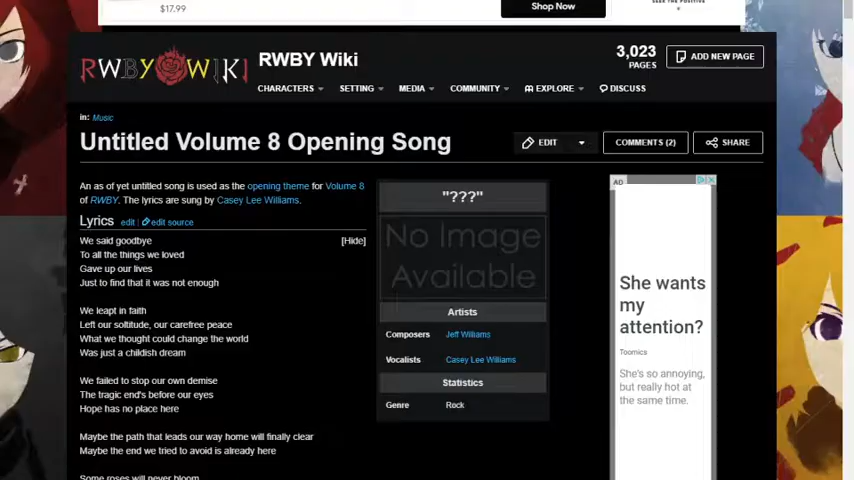 $17.99
Shop Now
RWBY WIKI
RWBY Wiki
3,023
PAGES
ADD NEW PAGE
CHARACTERS
SETTING
MEDIA
COMMUNITY
EXPLORE
DISCUSS
in: Music
Untitled Volume 8 Opening Song
EDIT
COMMENTS (2)
SHARE
An as of yet untitled song is used as the opening theme for Volume 8
of RWBY. The lyrics are sung by Casey Lee Williams.
Lyrics edit edit source
We said goodbye [Hide]
To all the things we loved
Gave up our lives
Just to find that it was not enough
We leapt in faith
Left our soltitude, our carefree peace
What we thought could change the world
Was just a childish dream
We failed to stop our own demise
The tragic end's before our eyes
Hope has no place here
Maybe the path that leads our way home will finally clear
Maybe the end we tried to avoid is already here
Some roses will never bloom
"???"
No Image
Available
Artists
Composers Jeff Williams
Vocalists Casey Lee Williams
Statistics
Genre Rock
AD
She wants
my
attention?
Toomics
She's so annoying,
but really hot at
the same time.